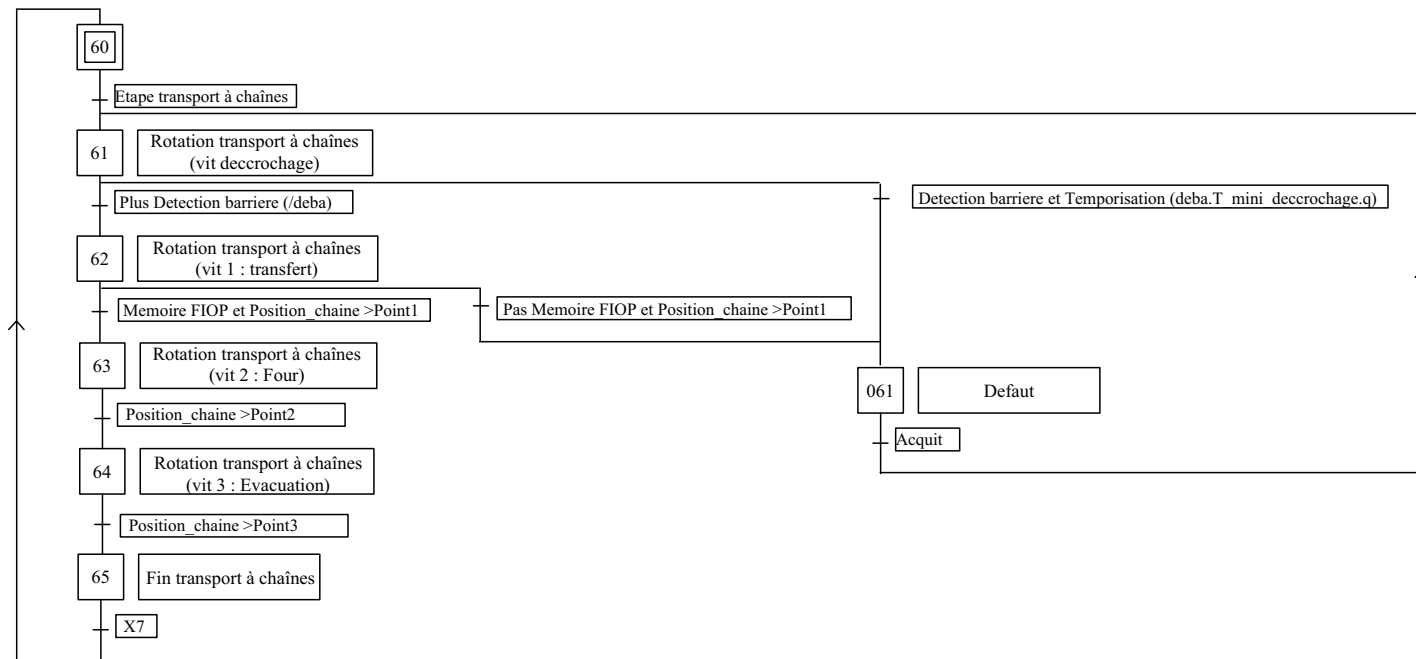 60
Etape transport à chaînes
61
Rotation transport à chaînes
(vit deccrochage)
Plus Detection barriere (/deba)
Detection barriere et Temporisation (deba.T_mini_deccrochage.q)
62
Rotation transport à chaînes
(vit 1 : transfert)
Memoire FIOP et Position_chaine >Point1
Pas Memoire FIOP et Position_chaine >Point1
63
Rotation transport à chaînes
(vit 2 : Four)
061
Defaut
Position_chaine >Point2
Acquit
64
Rotation transport à chaînes
(vit 3 : Evacuation)
Position_chaine >Point3
65
Fin transport à chaînes
X7